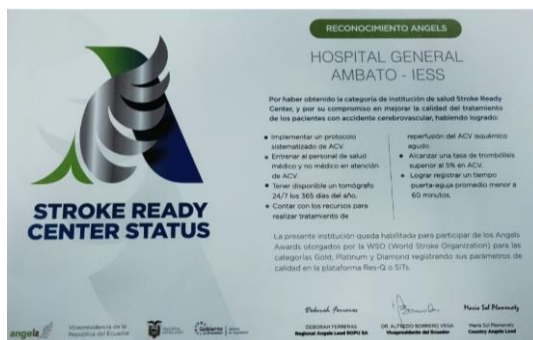 RECONOCIMIENTO ANGELS
HOSPITAL GENERAL
AMBATO - IESS
Por haber obtenido la categoría de institución de salud Stroke Ready
Center, y por su compromiso en mejorar la calidad del tratamiento
de los pacientes con accidente cerebrovascular, habiendo logrado:
• Implementar un protocolo
sistematizado de ACV.
• Entrenar al personal de salud
médico y no médico en atención
de ACV.
• Tener disponible un tomógrafo
24/7 los 365 días del año.
• Contar con los recursos para
realizar tratamiento de
reperfusión del ACV isquémico
agudo.
• Alcanzar una tasa de trombólisis
superior al 5% en ACV.
• Lograr registrar un tiempo
puerta-aguja promedio menor a
60 minutos.
STROKE READY
CENTER STATUS
La presente institución queda habilitada para participar de los Angels
Awards otorgados por la WSO (World Stroke Organization) para las
categorías Gold, Platinum y Diamond registrando sus parámetros de
calidad en la plataforma Res-Q o SITs.
Deborah Ferreras
DEBORAH FERRERAS
Regional Angels Lead ROPU SA
DR. ALFREDO BORRERO VEGA
Vicepresidente del Ecuador
Country Angels Lead
angels
Vicepresidencia de la
República del Ecuador